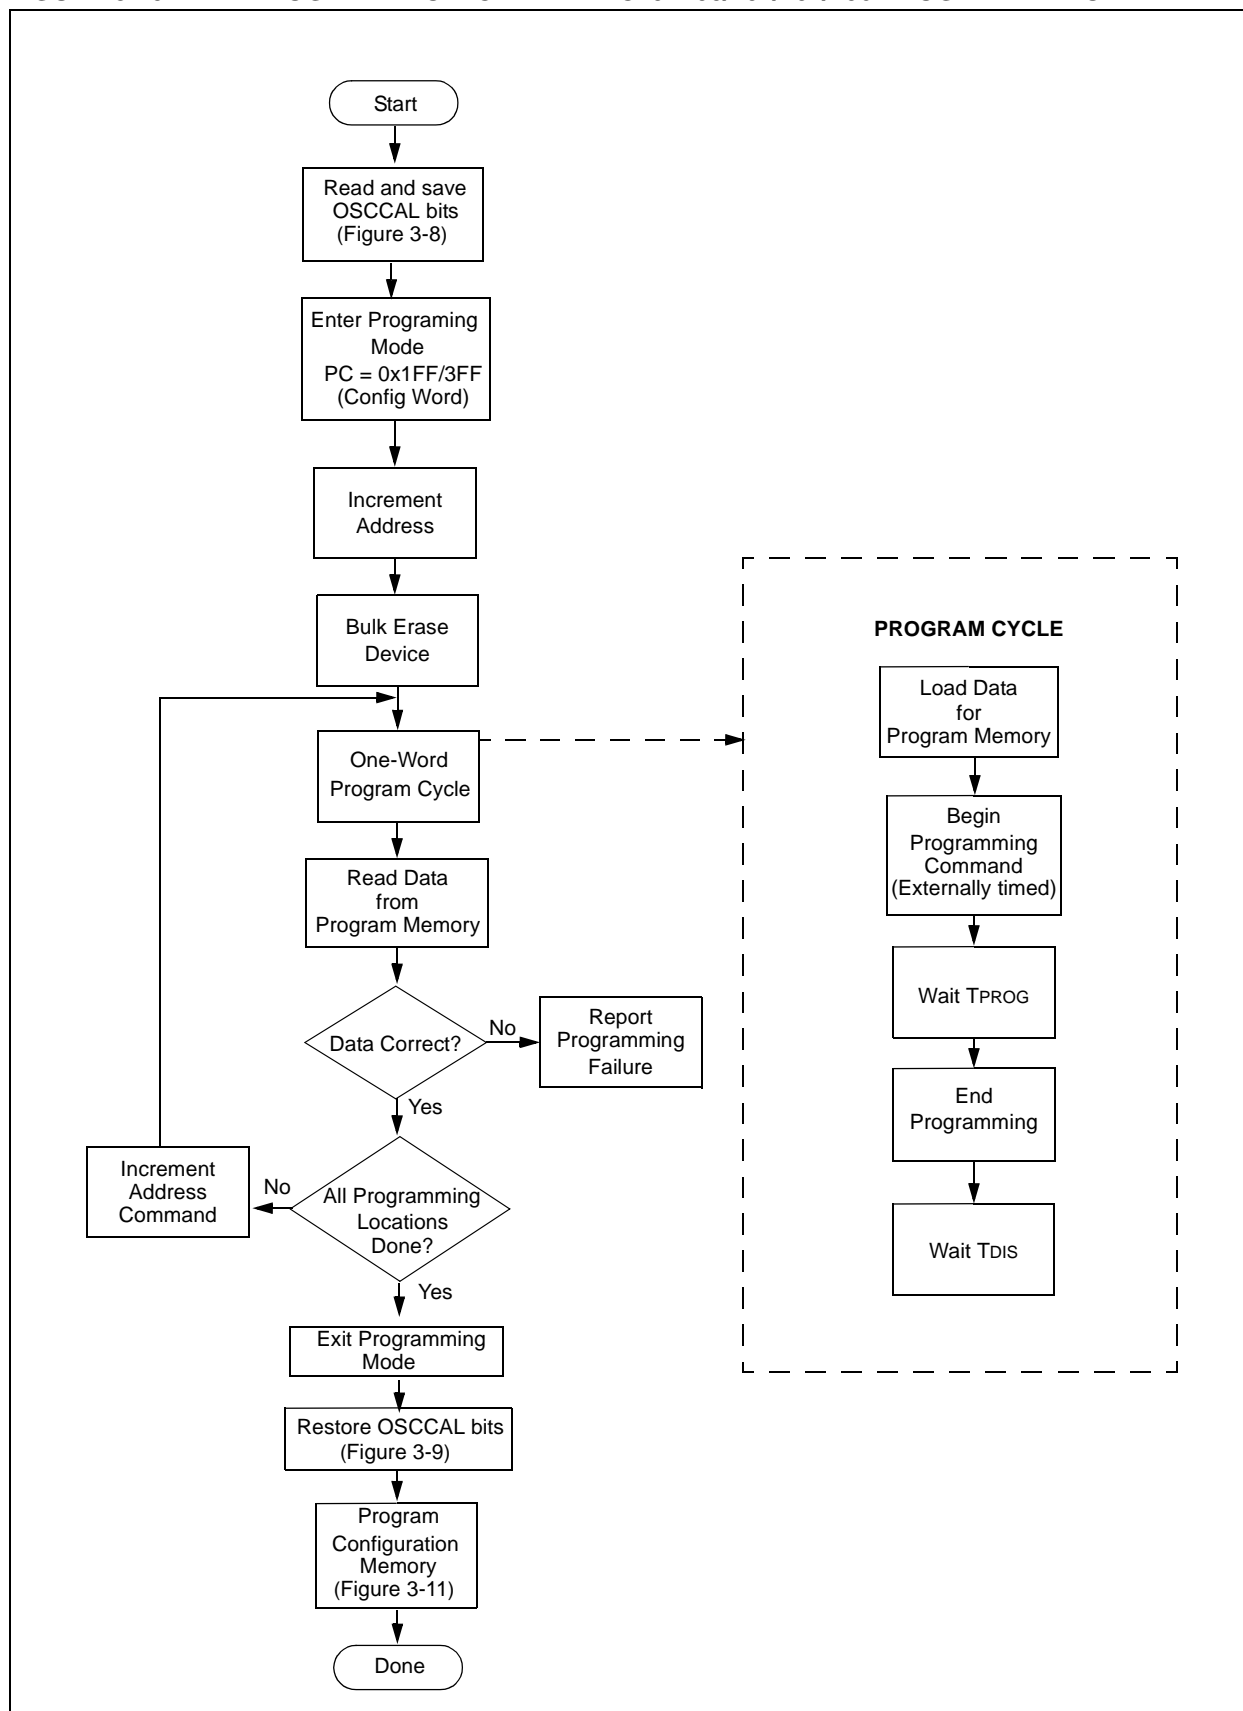 Start
Read and save
OSCCAL bits
(Figure 3-8)
Enter Programing
Mode
PC = 0x1FF/3FF
(Config Word)
Increment
Address
Bulk Erase
Device
One-Word
Program Cycle
Read Data
from
Program Memory
Data Correct?
No
Report
Programming
Failure
Yes
All Programming
Locations
Done?
No
Increment
Address
Command
Yes
Exit Programming
Mode
Restore OSCCAL bits
(Figure 3-9)
Program
Configuration
Memory
(Figure 3-11)
Done
PROGRAM CYCLE
Load Data
for
Program Memory
Begin
Programming
Command
(Externally timed)
Wait TPROG
End
Programming
Wait TDIS